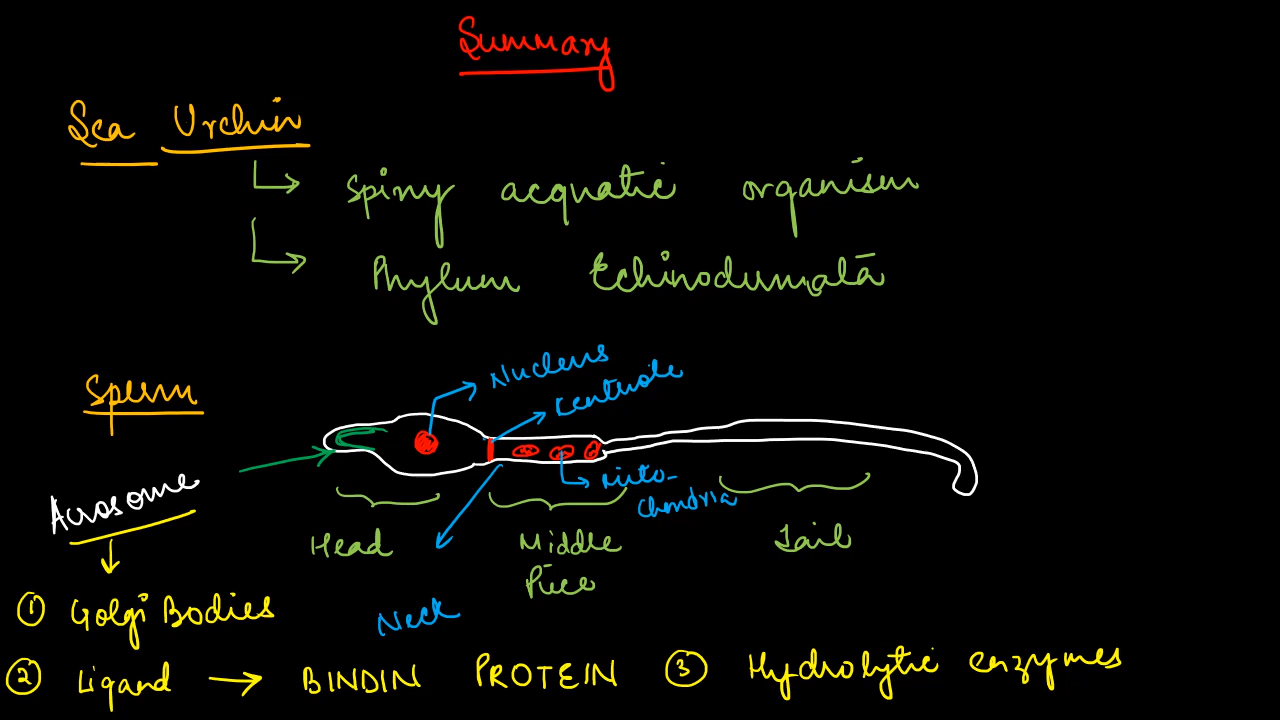 Summary
Sea Urchin
Spiny acquatic organism
Phylum Echinodermata
Nucleus
Centriole
Sperm
Mito-
chondria
Acrosome
Head
Middle
Piece
Tail
Neck
① Golgi Bodies
② Ligand → BINDIN PROTEIN ③ Hydrolytic enzymes